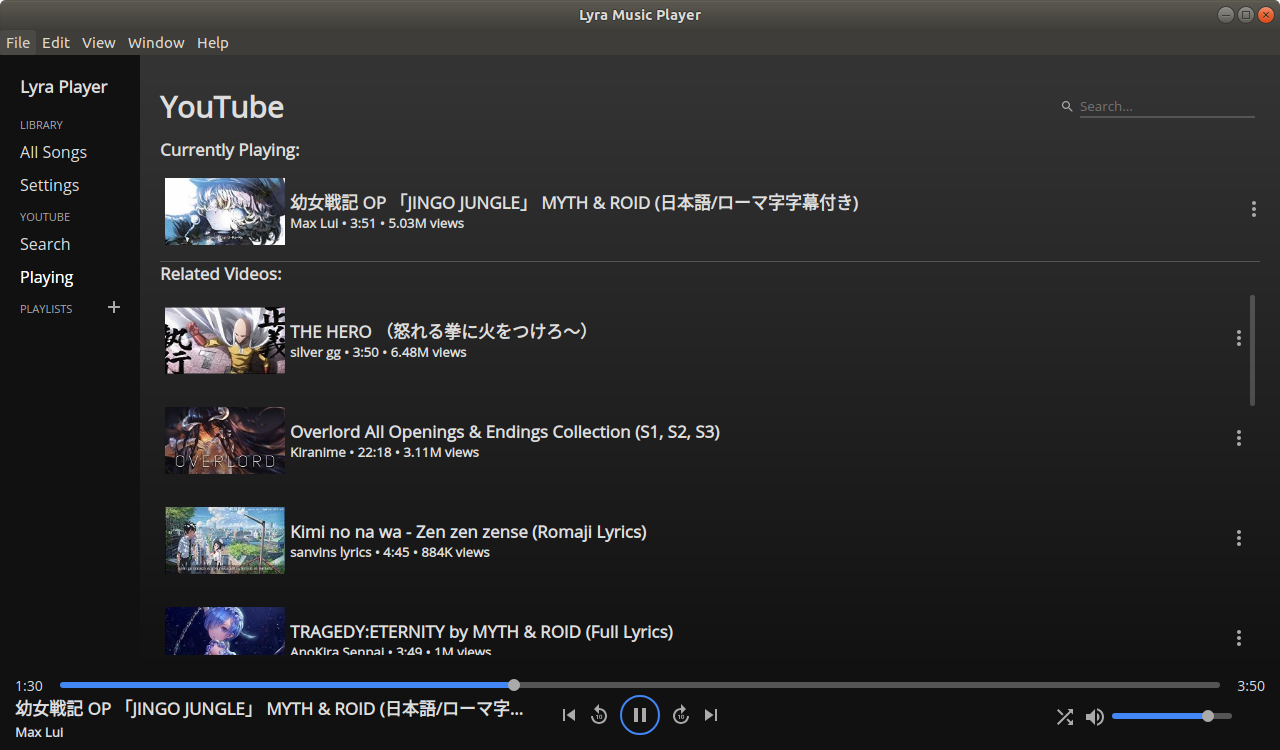 Lyra Music Player
File Edit View Window Help
Lyra Player
LIBRARY
All Songs
Settings
YOUTUBE
Search
Playing
PLAYLISTS
YouTube
Search...
Currently Playing:
幼女戦記 OP 「JINGO JUNGLE」 MYTH & ROID (日本語/ローマ字字幕付き)
Max Lui • 3:51 • 5.03M views
Related Videos:
正義
執行
THE HERO （怒れる拳に火をつけろ～）
silver gg • 3:50 • 6.48M views
OVERLORD
Overlord All Openings & Endings Collection (S1, S2, S3)
Kiranime • 22:18 • 3.11M views
Kimi no na wa - Zen zen zense (Romaji Lyrics)
sanvins lyrics • 4:45 • 884K views
TRAGEDY:ETERNITY by MYTH & ROID (Full Lyrics)
AnoKira Senpai • 3:49 • 1M views
1:30
3:50
幼女戦記 OP 「JINGO JUNGLE」 MYTH & ROID (日本語/ローマ字...
Max Lui
10
10